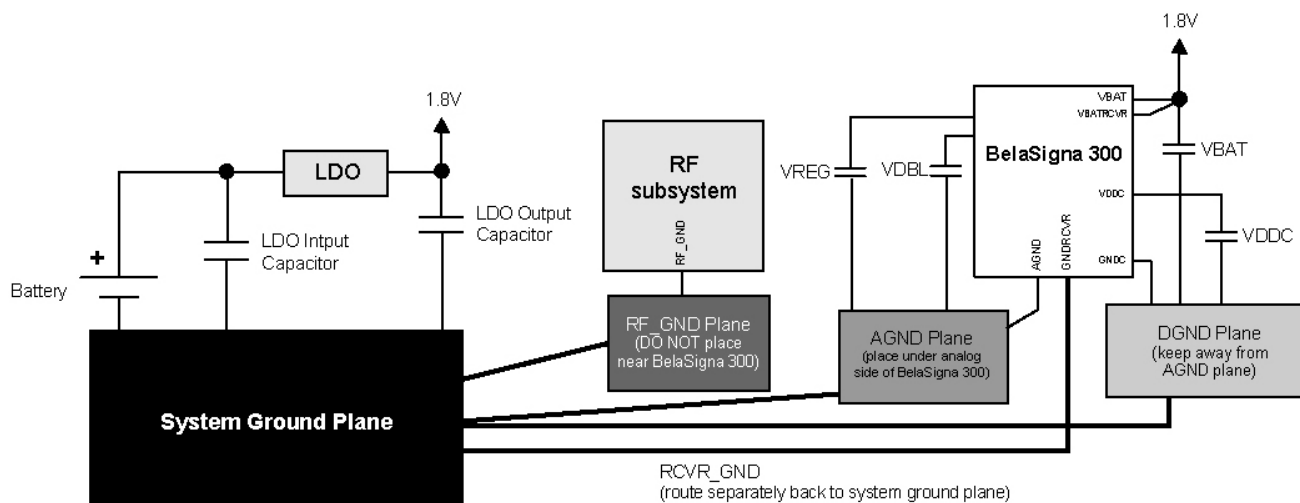 1.8V
VBAT
VBATRCVR
BelaSigna 300
VBAT
VREG
VDBL
VDDC
VDDC
AGND
GNDRCVR
GNDC
1.8V
LDO
LDO Output
Capacitor
LDO Intput
Capacitor
+
Battery
RF
subsystem
RF_GND
RF_GND Plane
(DO NOT place
near BelaSigna 300)
AGND Plane
(place under analog
side of BelaSigna 300)
DGND Plane
(keep away from
AGND plane)
System Ground Plane
RCVR_GND
(route separately back to system ground plane)